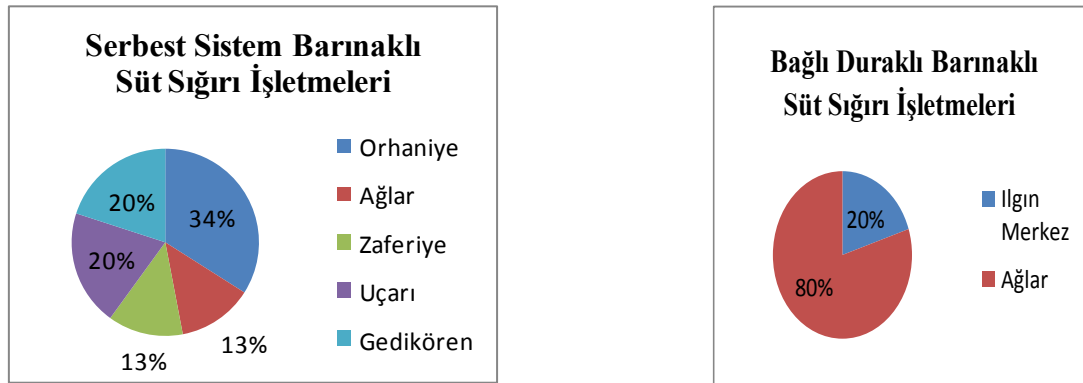 Serbest Sistem Barınaklı
Süt Sığırı İşletmeleri
20%
34%
20%
13%
13%
Orhaniye
Ağlar
Zaferiye
Uçarı
Gedikören
Bağlı Duraklı Barınaklı
Süt Sığırı İşletmeleri
20%
80%
Ilgın
Merkez
Ağlar